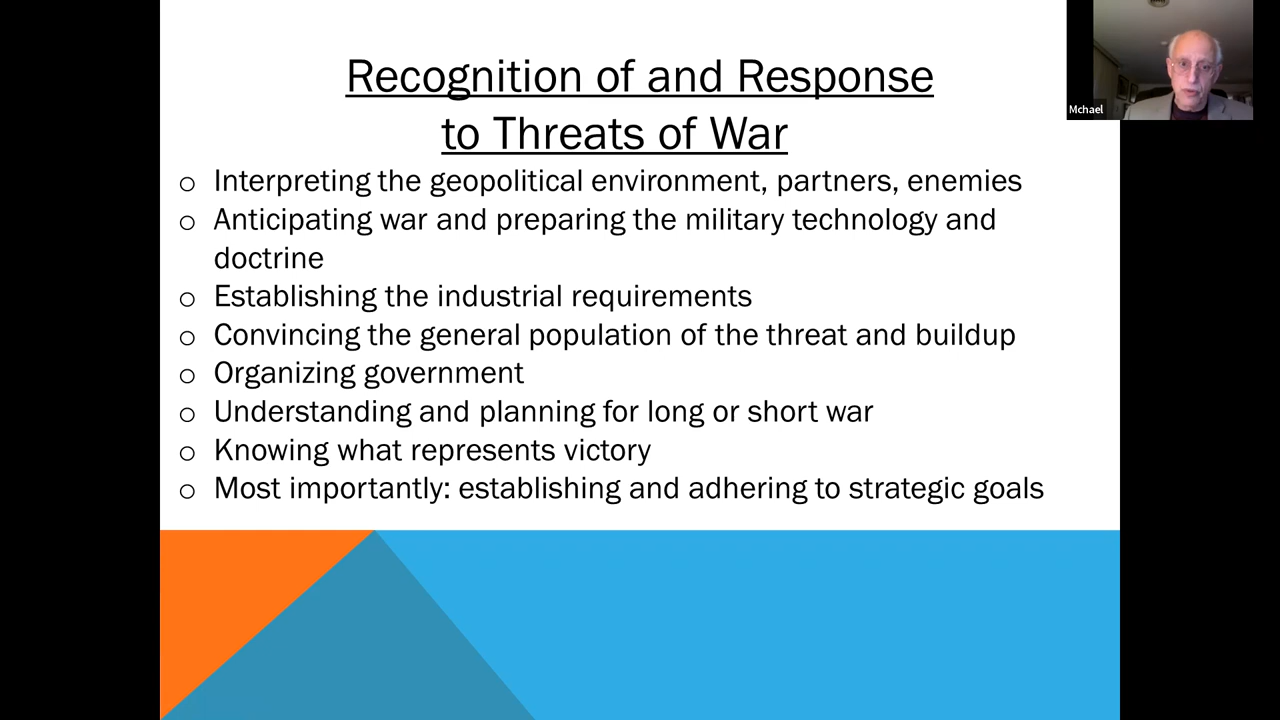 Recognition of and Response
to Threats of War
o Interpreting the geopolitical environment, partners, enemies
o Anticipating war and preparing the military technology and
doctrine
o Establishing the industrial requirements
o Convincing the general population of the threat and buildup
o Organizing government
o Understanding and planning for long or short war
o Knowing what represents victory
o Most importantly: establishing and adhering to strategic goals
Mchael